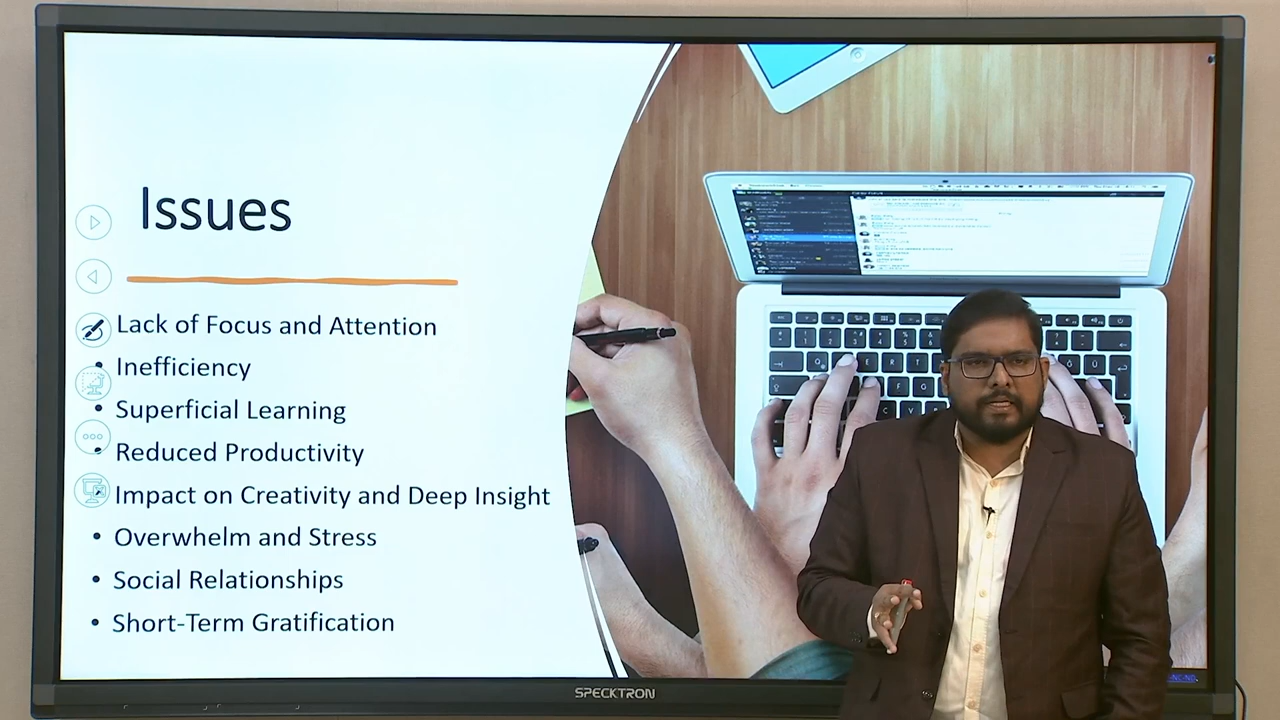 Issues
Lack of Focus and Attention
• Inefficiency
• Superficial Learning
• Reduced Productivity
Impact on Creativity and Deep Insight
• Overwhelm and Stress
• Social Relationships
• Short-Term Gratification
SPECKTRON